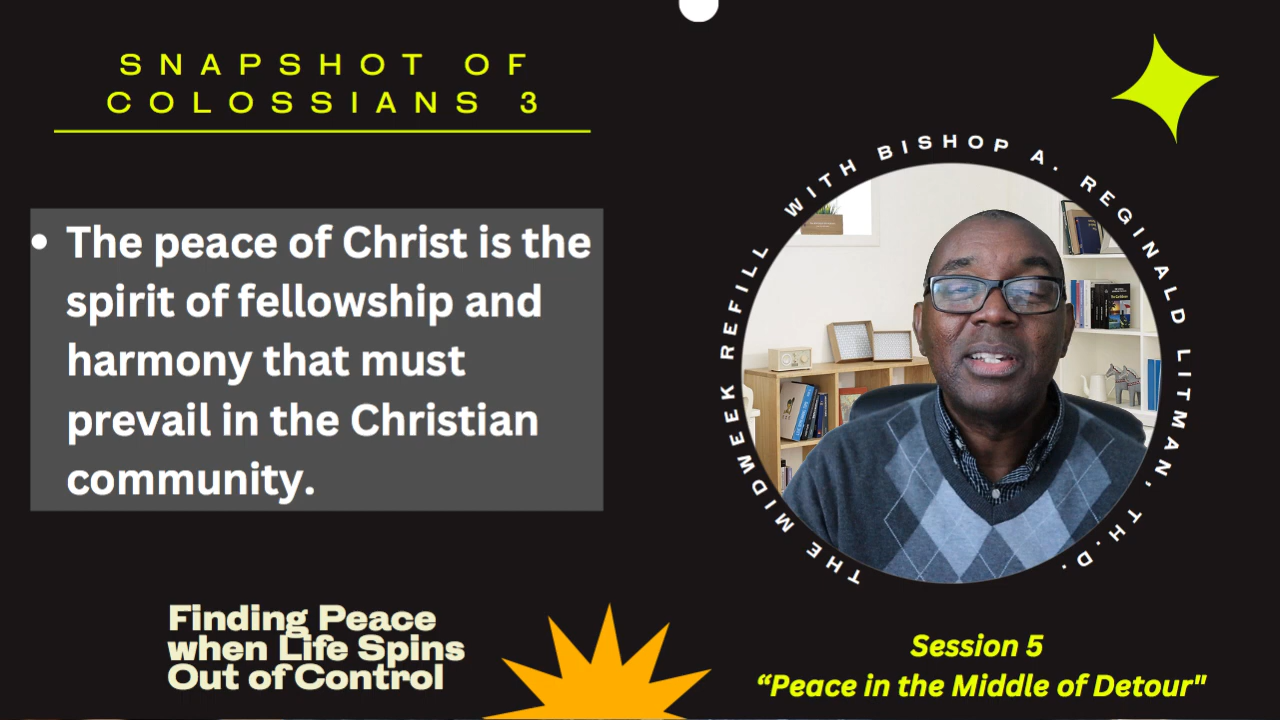 SNAPSHOT OF
COLOSSIANS 3
• The peace of Christ is the
spirit of fellowship and
harmony that must
prevail in the Christian
community.
THE MIDWEEK REFILL WITH BISHOP A. REGINALD LITMAN, TH.D.
Finding Peace
when Life Spins
Out of Control
Session 5
“Peace in the Middle of Detour"